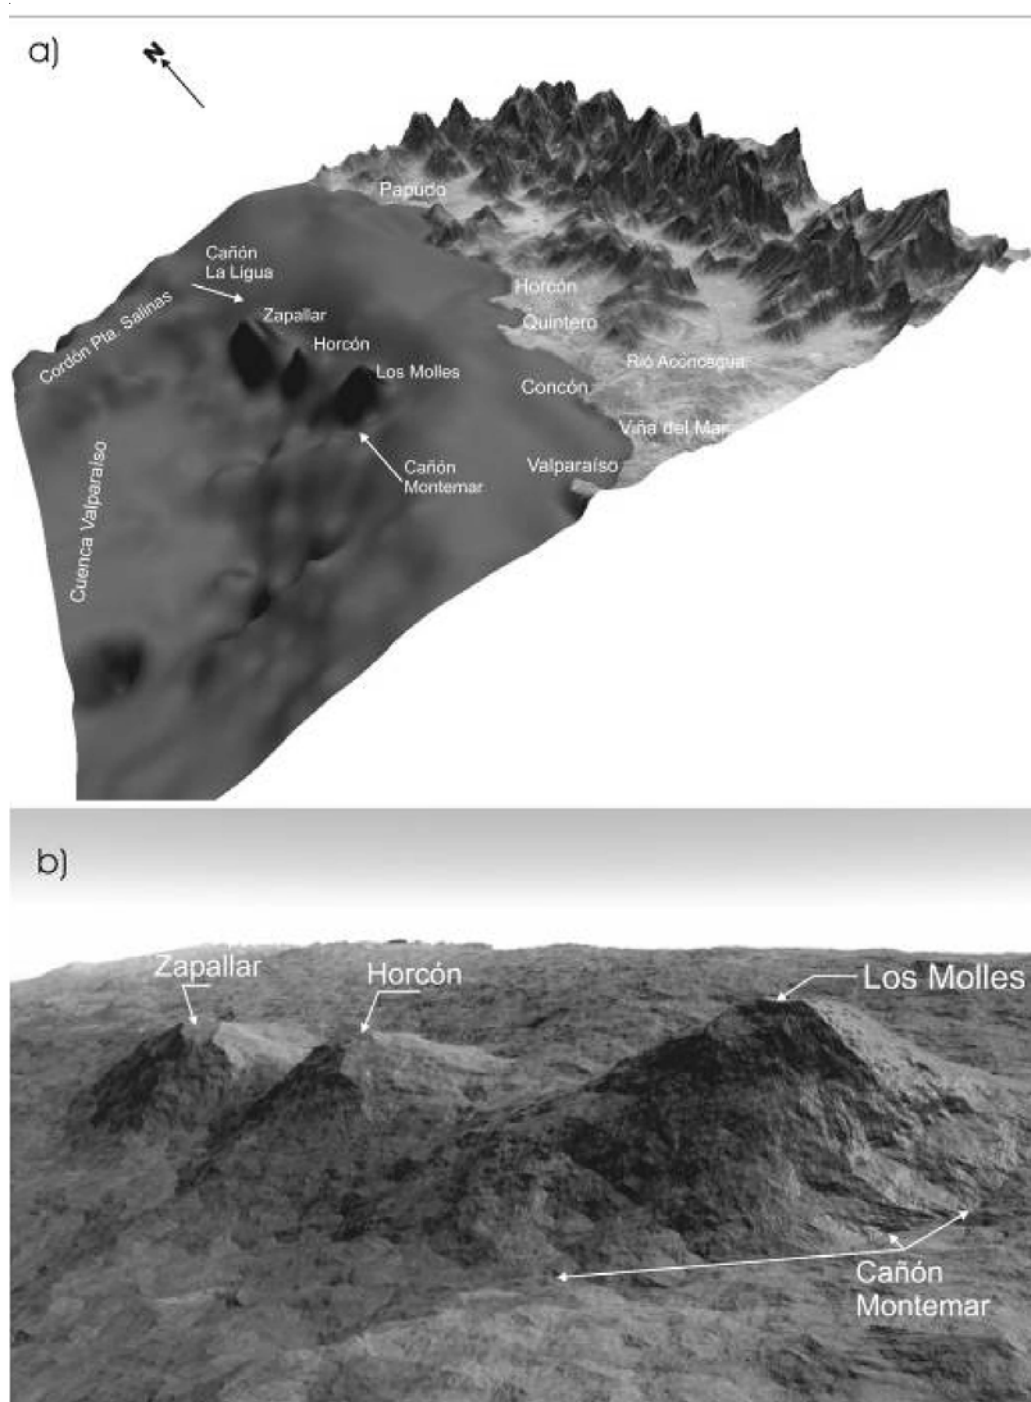 a)
N
Papudo
Cañón
La Ligua
Cordón Pta. Salinas
Zapallar
Horcón
Horcón
Quintero
Los Molles
Rió Aconcagua
Concón
Viña del Mar
Valparaíso
Cañón
Montemar
Cuenca Valparaíso
b)
Zapallar
Horcón
Los Molles
Cañón
Montemar